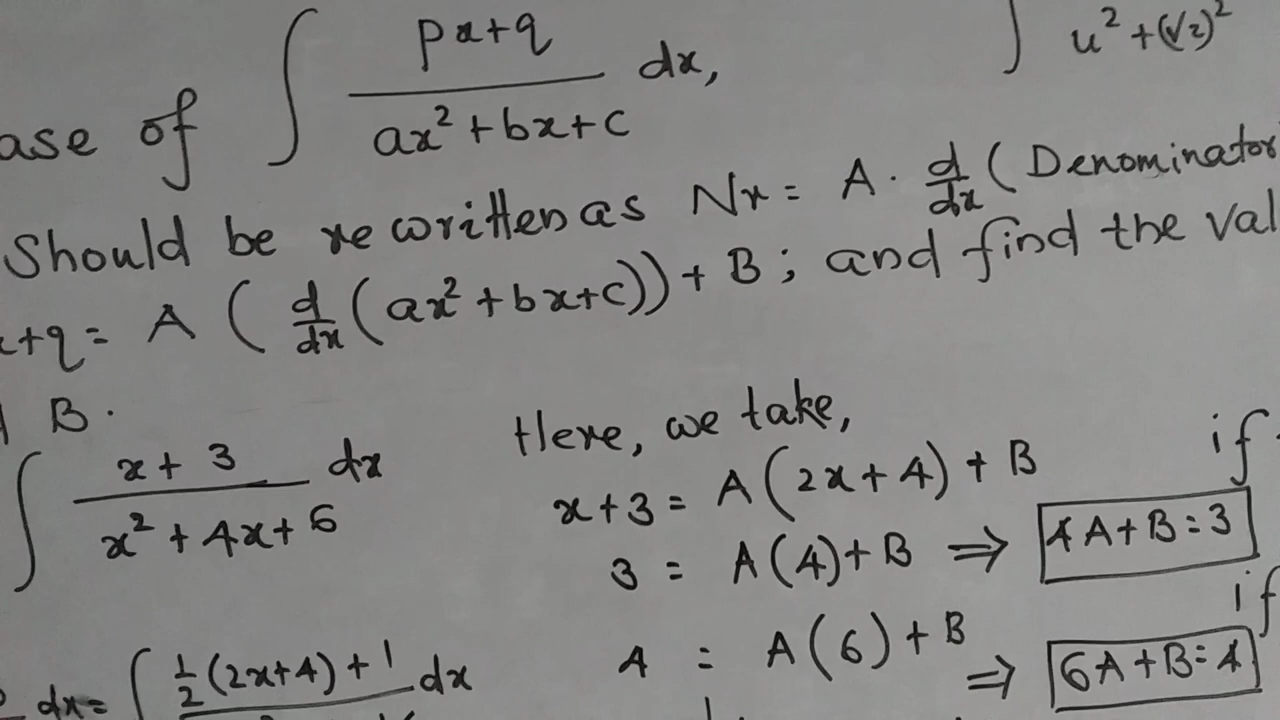 ase of ∫ (px+q)/(ax²+bx+c) dx,
∫ u²+(√2)²
Should be rewritten as Nr = A. d/dx (Denominator
x+q = A (d/dx (ax²+bx+c)) + B; and find the val
B.
∫ (x+3)/(x²+4x+6) dx
Here, we take,
if
x+3 = A(2x+4)+B
3 = A(4)+B ⇒ 4A+B=3
if
4 = A(6)+B ⇒ 6A+B=4
dx = ∫ ½(2x+4)+1 dx